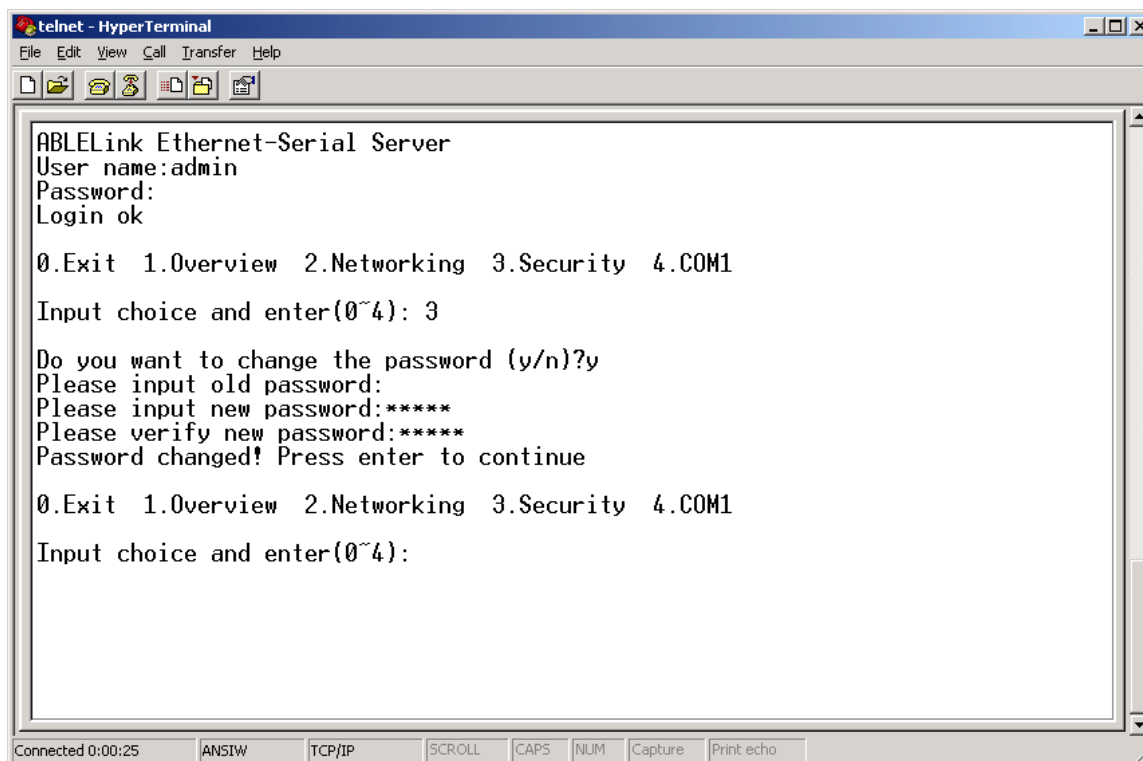 telnet - HyperTerminal
File Edit View Call Transfer Help
ABLELink Ethernet-Serial Server
User name:admin
Password:
Login ok
0.Exit 1.Overview 2.Networking 3.Security 4.COM1
Input choice and enter(0~4): 3
Do you want to change the password (y/n)?y
Please input old password:
Please input new password:*****
Please verify new password:*****
Password changed! Press enter to continue
0.Exit 1.Overview 2.Networking 3.Security 4.COM1
Input choice and enter(0~4):
Connected 0:00:25 ANSIW TCP/IP SCROLL CAPS NUM Capture Print echo